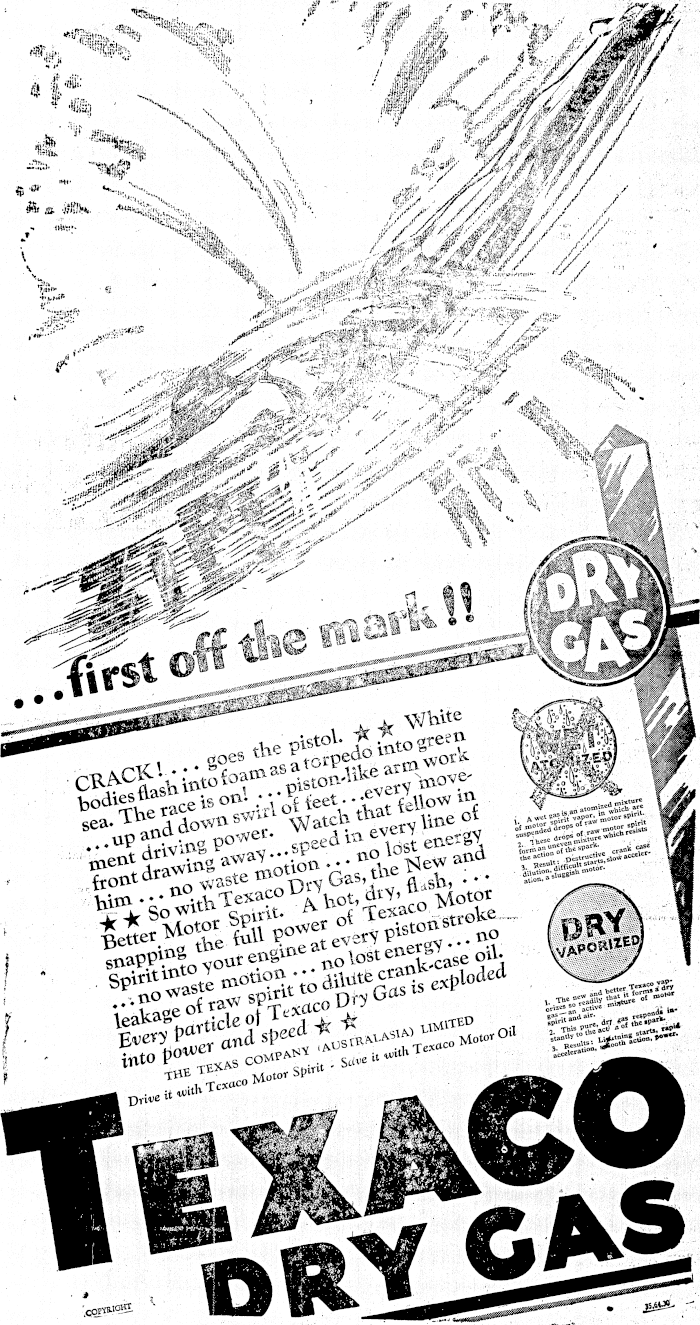 ZIPP
...first off the mark!!
DRY
GAS
CRACK!.... goes the pistol. ★ ★ White
bodies flash into foam as a torpedo into green
sea. The race is on! ... piston-like arm work
...up and down swirl of feet...every move-
ment driving power. Watch that fellow in
front drawing away...speed in every line of
him ... no waste motion ... no lost energy
★ ★ So with Texaco Dry Gas, the New and
Better Motor Spirit. A hot, dry, flash, ...
snapping the full power of Texaco Motor
Spirit into your engine at every piston stroke
...no waste motion ... no lost energy ... no
leakage of raw spirit to dilute crank-case oil.
Every particle of Texaco Dry Gas is exploded
into power and speed ★ ★
THE TEXAS COMPANY (AUSTRALASIA) LIMITED
Drive it with Texaco Motor Spirit - Save it with Texaco Motor Oil
WET
ATOMIZED
1. A wet gas is an atomized mixture
of motor spirit vapor, in which are
suspended drops of raw motor spirit.
2. These drops of raw motor spirit
form an uneven mixture which resists
the action of the spark.
3. Result: Destructive crank case
dilution, difficult starts, slow acceler-
ation, a sluggish motor.
DRY
VAPORIZED
1. The new and better Texaco vap-
orizes so readily that it forms a dry
gas—an active mixture of motor
spirit and air.
2. This pure, dry gas responds in-
stantly to the action of the spark.
3. Results: Lightning starts, rapid
acceleration, smooth action, power.
TEXACO
DRY GAS
COPYRIGHT